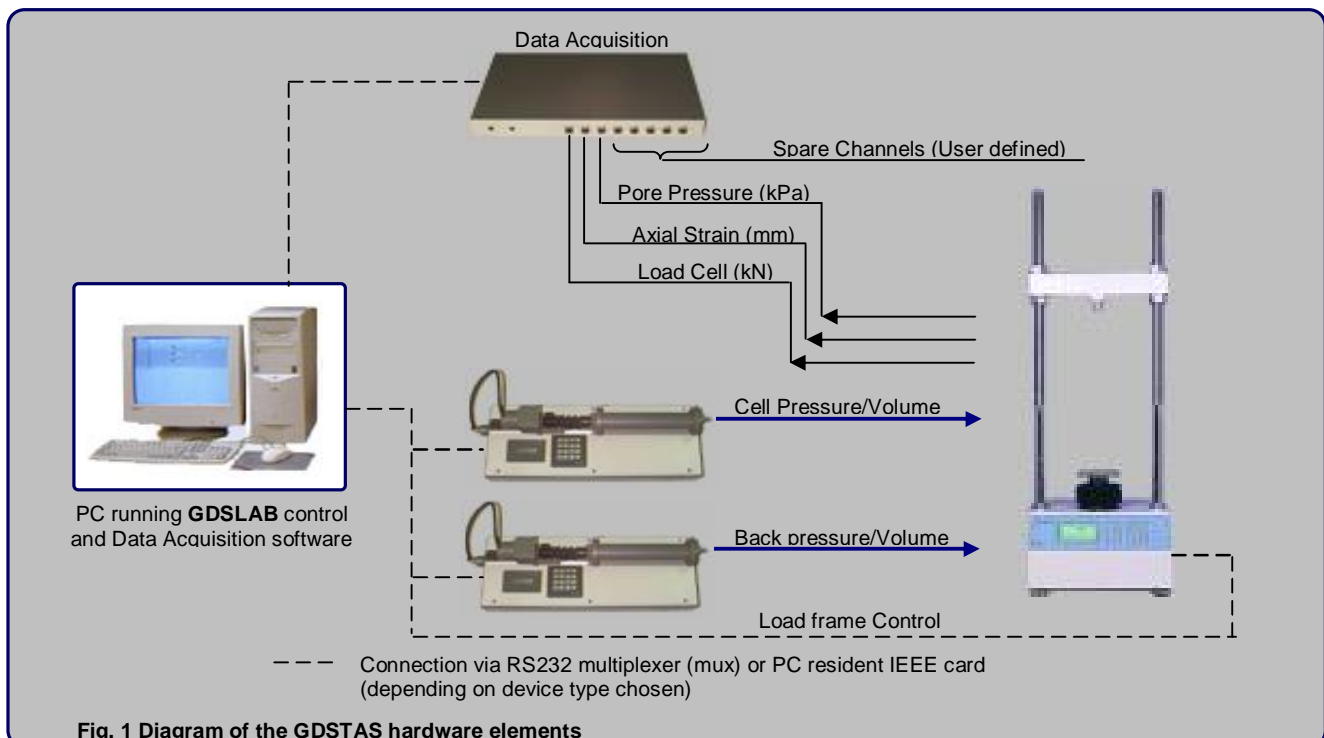 Data Acquisition
Spare Channels (User defined)
Pore Pressure (kPa)
Axial Strain (mm)
Load Cell (kN)
Cell Pressure/Volume
PC running GDSLAB control
and Data Acquisition software
Back pressure/Volume
Load frame Control
Connection via RS232 multiplexer (mux) or PC resident IEEE card
(depending on device type chosen)
Fig. 1 Diagram of the GDSTAS hardware elements